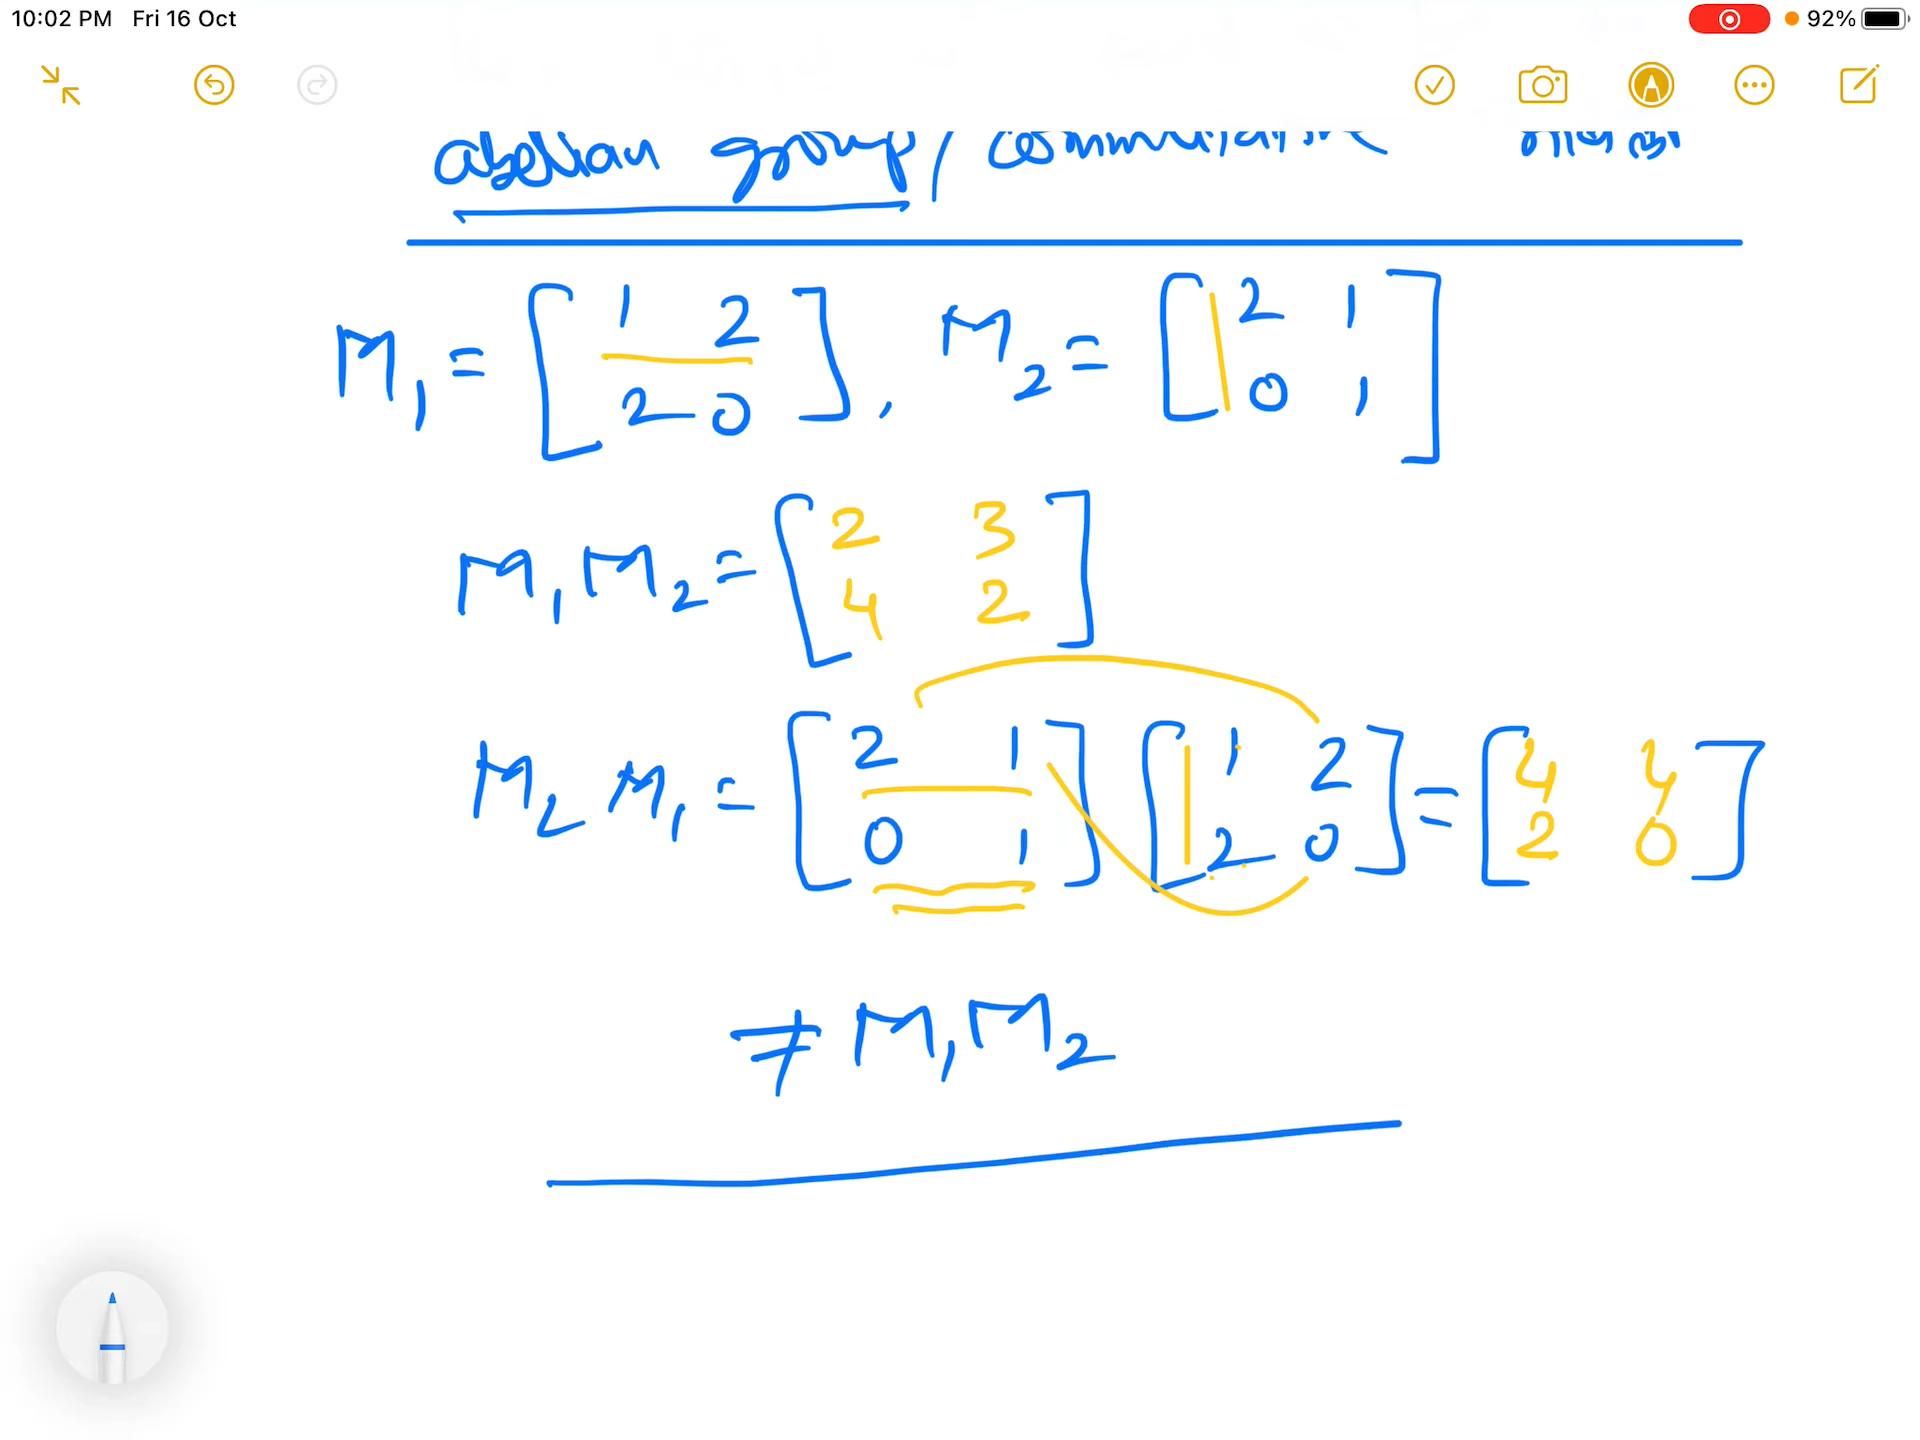 10:02 PM Fri 16 Oct 92%
abelian group / commutative
M₁ = [1 2; 2 0], M₂ = [2 1; 0 1]
M₁M₂ = [2 3; 4 2]
M₂M₁ = [2 1; 0 1] [1 2; 2 0] = [4 4; 2 0]
≠ M₁M₂